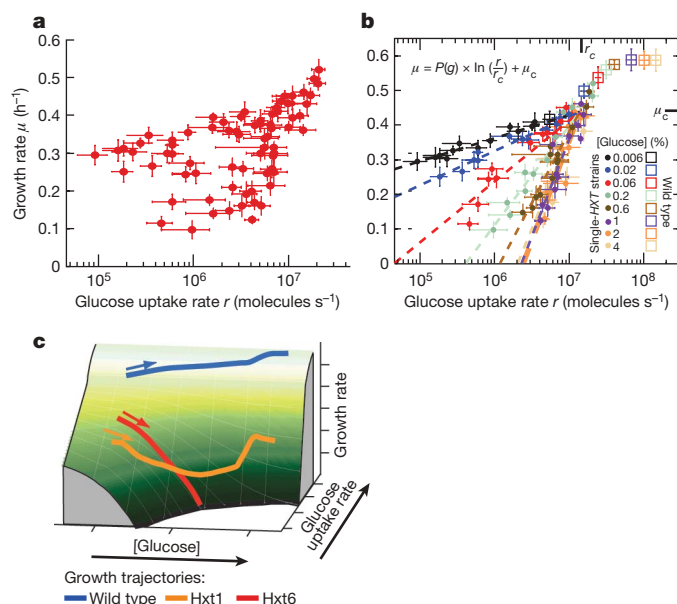 a
0.6
0.5
0.4
0.3
0.2
0.1
0
Growth rate μ (h⁻¹)
10⁵
10⁶
10⁷
Glucose uptake rate r (molecules s⁻¹)
b
0.6
0.5
0.4
0.3
0.2
0.1
0
μ = P(g) × ln (r/r_c) + μ_c
r_c
μ_c
[Glucose] (%)
0.006
0.02
0.06
0.2
0.6
1
2
4
Single-HXT strains
Wild type
10⁵
10⁶
10⁷
10⁸
Glucose uptake rate r (molecules s⁻¹)
c
Growth rate
Glucose
uptake rate
[Glucose]
Growth trajectories:
Wild type Hxt1 Hxt6